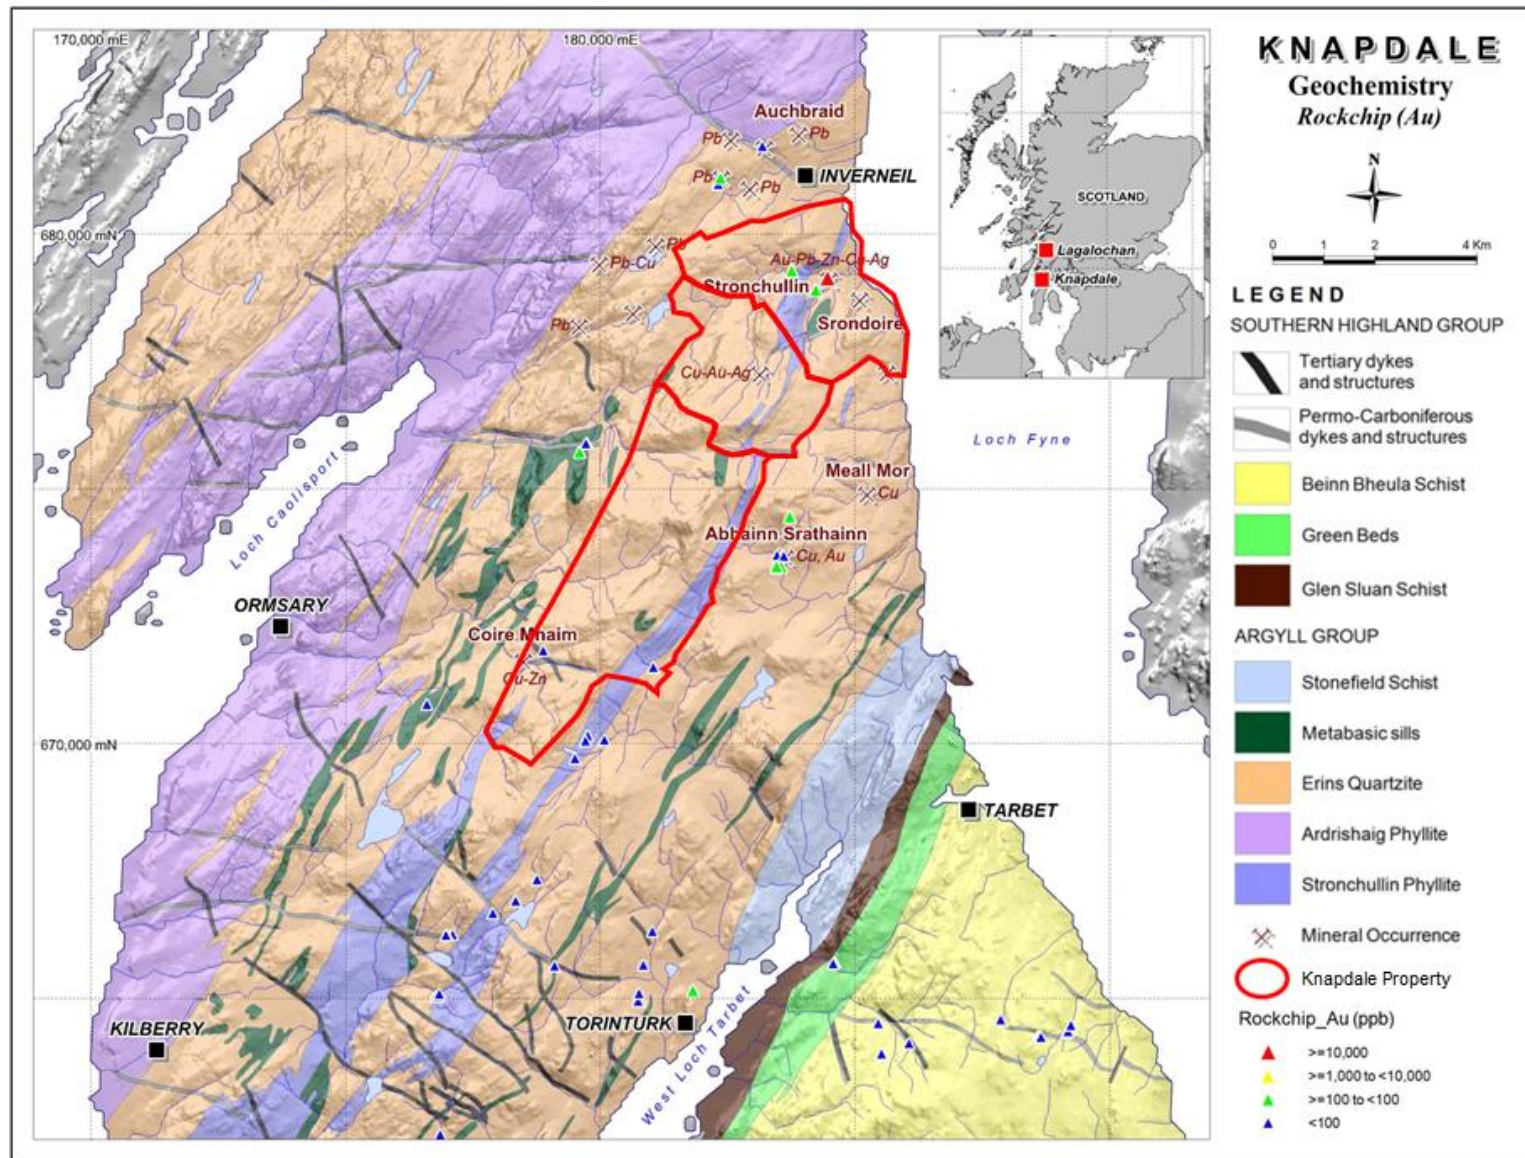 170,000 mE
180,000 mE
680,000 mN
670,000 mN
Auchbraid
Pb
Pb
Pb
Pb
INVERNEIL
Pb-Cu
Pb
Au-Pb-Zn-Cu-Ag
Stronchullin
Srondoire
Cu-Au-Ag
Meall Mor
Cu
Abhainn Srathainn
Cu, Au
Coire Mhaim
Cu-Zn
Loch Caolisport
ORMSARY
Loch Fyne
TARBET
KILBERRY
TORINTURK
West Loch Tarbet
SCOTLAND
Lagalochan
Knapdale
KNAPDALE
Geochemistry
Rockchip (Au)
N
0 1 2 4 Km
LEGEND
SOUTHERN HIGHLAND GROUP
Tertiary dykes
and structures
Permo-Carboniferous
dykes and structures
Beinn Bheula Schist
Green Beds
Glen Sluan Schist
ARGYLL GROUP
Stonefield Schist
Metabasic sills
Erins Quartzite
Ardrishaig Phyllite
Stronchullin Phyllite
Mineral Occurrence
Knapdale Property
Rockchip_Au (ppb)
>=10,000
>=1,000 to <10,000
>=100 to <100
<100